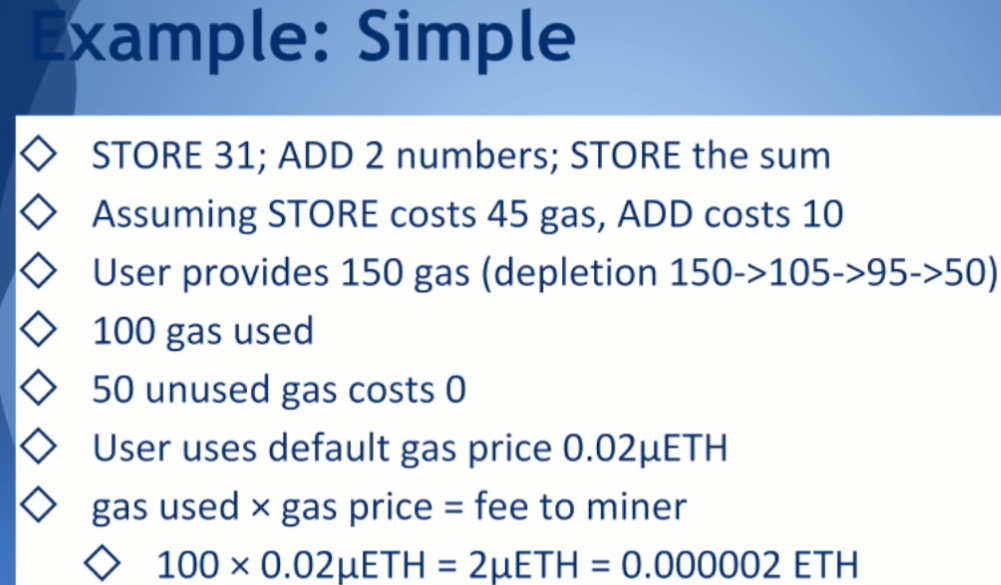 Example: Simple
STORE 31; ADD 2 numbers; STORE the sum
Assuming STORE costs 45 gas, ADD costs 10
User provides 150 gas (depletion 150->105->95->50)
100 gas used
50 unused gas costs 0
User uses default gas price 0.02µETH
gas used × gas price = fee to miner
100 × 0.02µETH = 2µETH = 0.000002 ETH